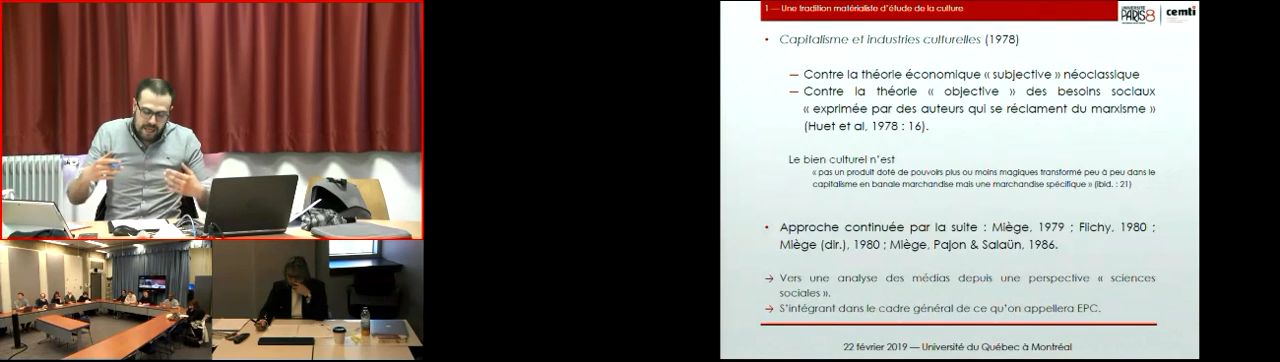 1 — Une tradition matérialiste d'étude de la culture
UNIVERSITÉ
PARIS8
cemti
• Capitalisme et industries culturelles (1978)
— Contre la théorie économique « subjective » néoclassique
— Contre la théorie « objective » des besoins sociaux
« exprimée par des auteurs qui se réclament du marxisme »
(Huet et al, 1978 : 16).
Le bien culturel n'est
« pas un produit doté de pouvoirs plus ou moins magiques transformé peu à peu dans le
capitalisme en banale marchandise mais une marchandise spécifique » (ibid. : 21)
• Approche continuée par la suite : Miège, 1979 ; Flichy, 1980 ;
Miège (dir.), 1980 ; Miège, Pajon & Salaün, 1986.
→ Vers une analyse des médias depuis une perspective « sciences
sociales ».
→ S'intégrant dans le cadre général de ce qu'on appellera EPC.
22 février 2019 — Université du Québec à Montréal